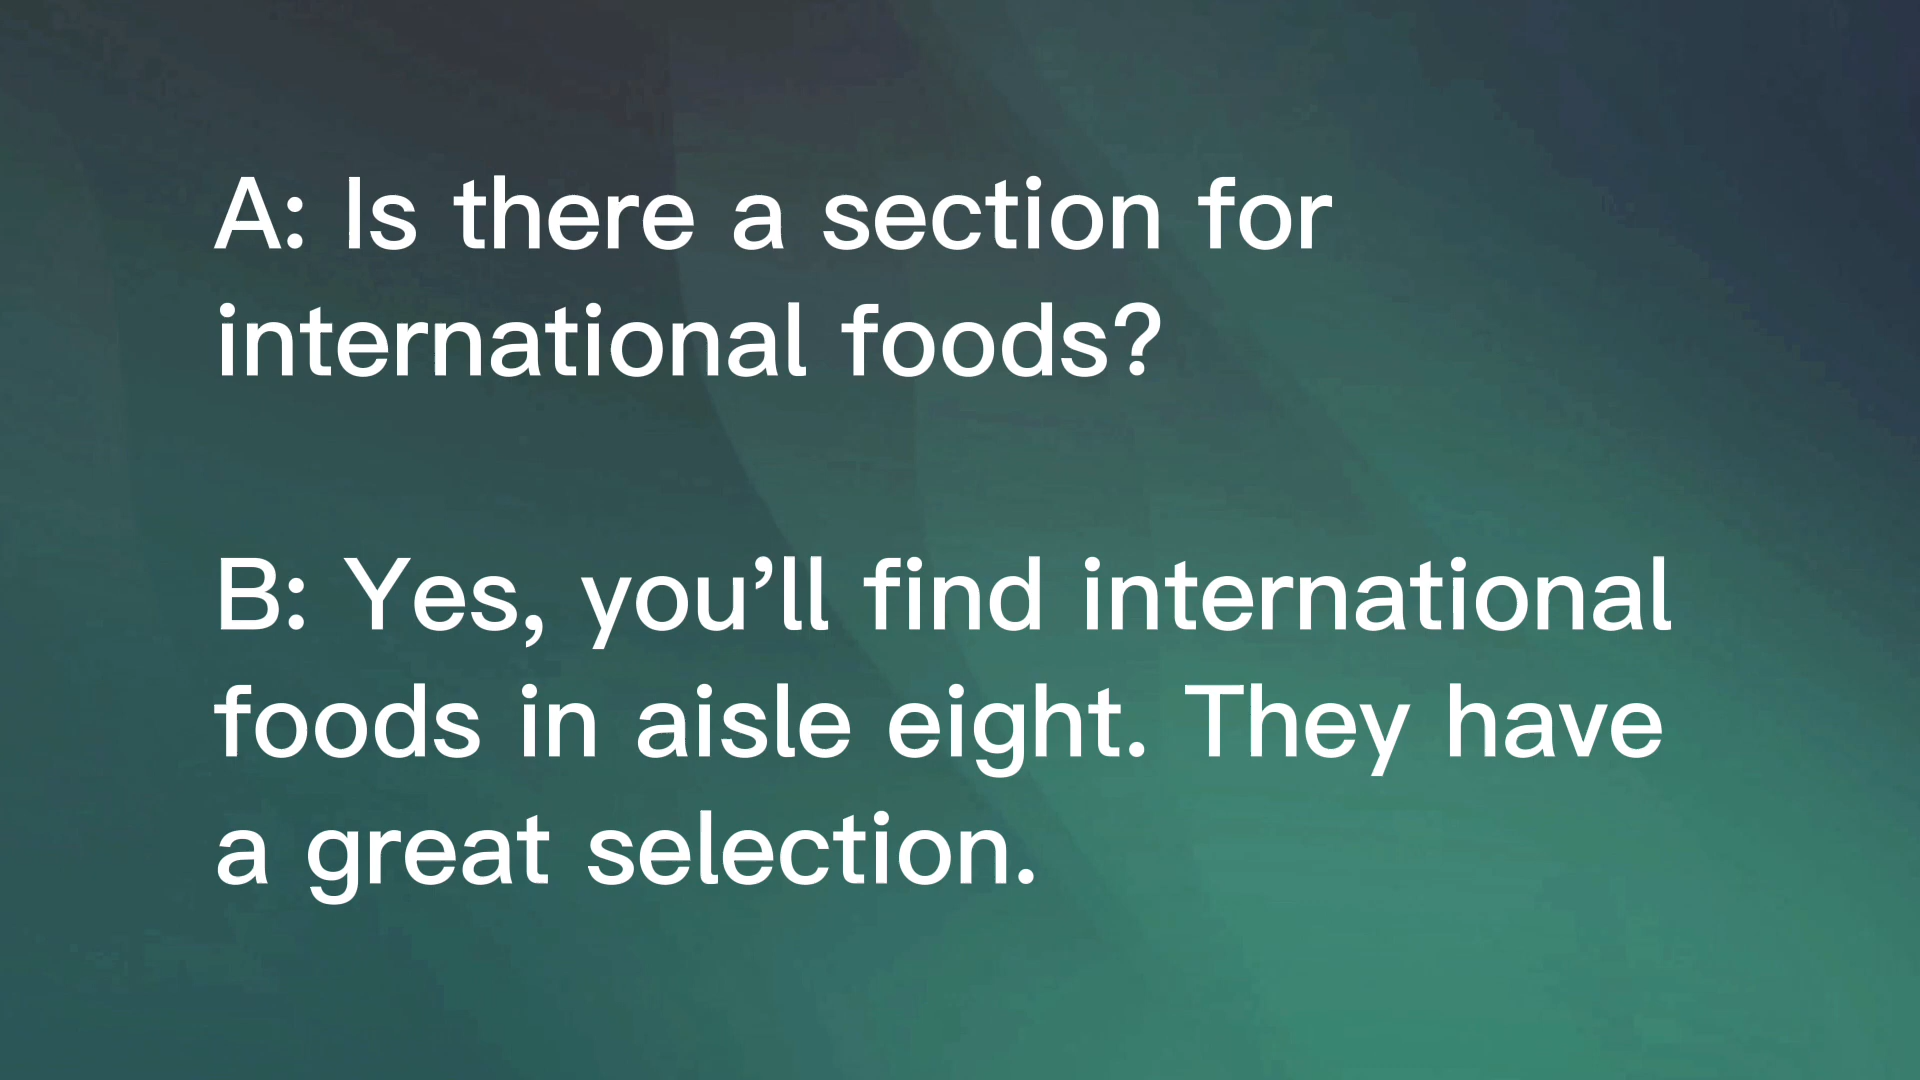 A: Is there a section for
international foods?
B: Yes, you’ll find international
foods in aisle eight. They have
a great selection.